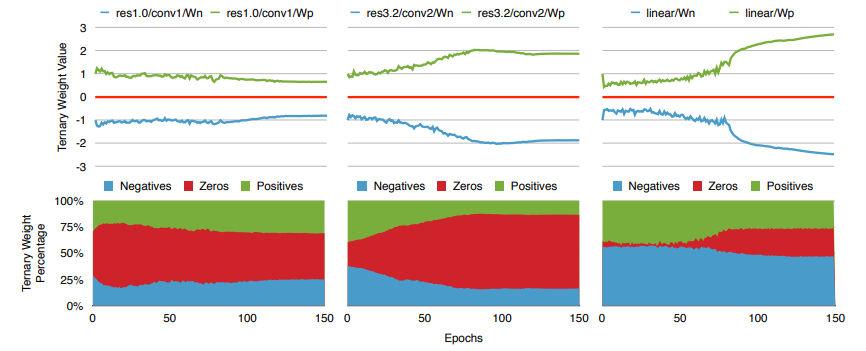 res1.0/conv1/Wn res1.0/conv1/Wp res3.2/conv2/Wn res3.2/conv2/Wp linear/Wn linear/Wp
Ternary Weight Value
3
2
1
0
-1
-2
-3
Negatives Zeros Positives Negatives Zeros Positives Negatives Zeros Positives
Ternary Weight
Percentage
100%
75%
50%
25%
0%
0 50 100 150 0 50 100 150 0 50 100 150
Epochs